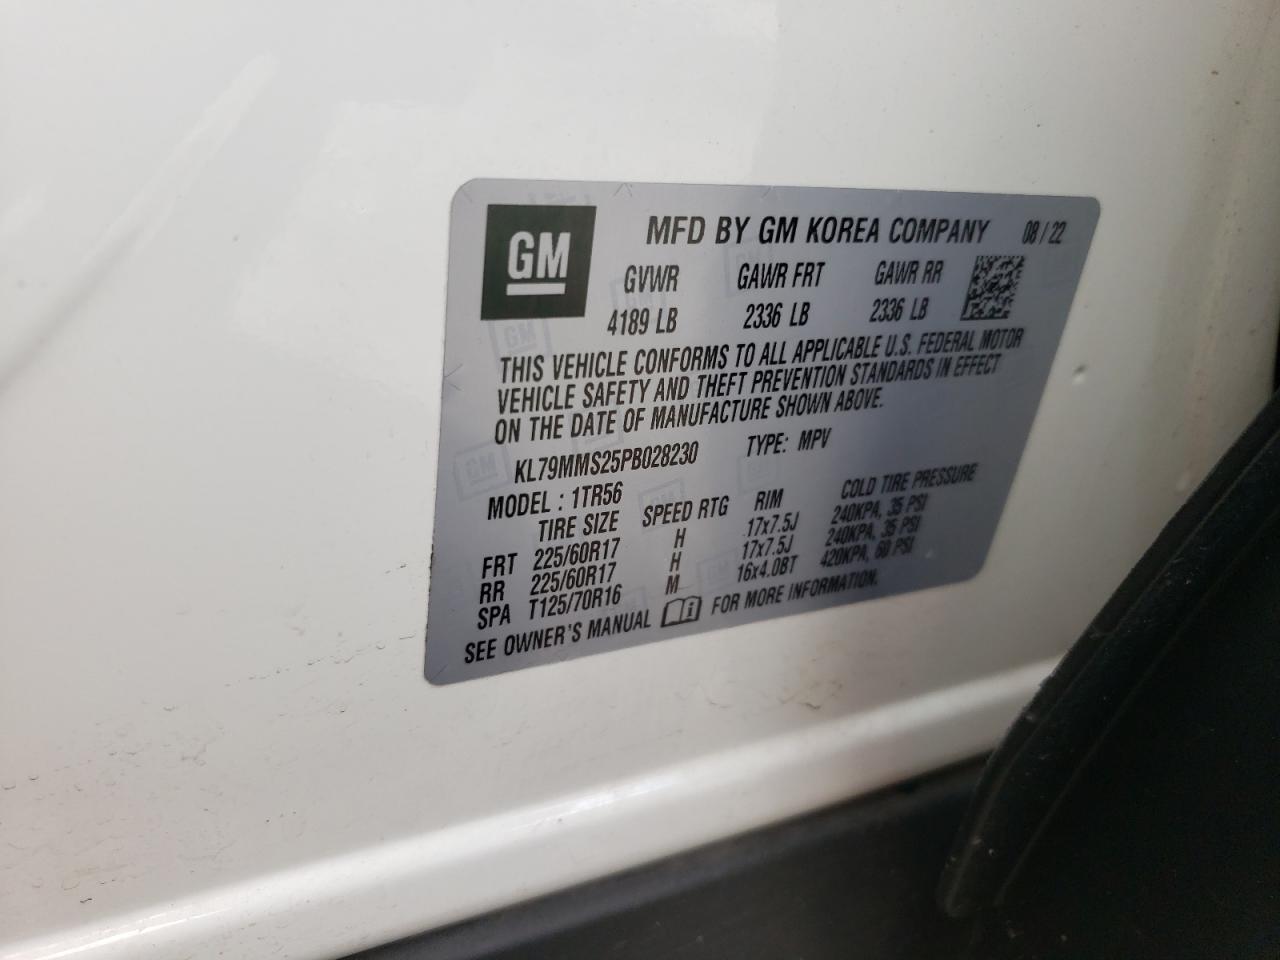 GM MFD BY GM KOREA COMPANY 08 / 22
GVWR GAWR FRT GAWR RR
4189 LB 2336 LB 2336 LB
THIS VEHICLE CONFORMS TO ALL APPLICABLE U.S. FEDERAL MOTOR
VEHICLE SAFETY AND THEFT PREVENTION STANDARDS IN EFFECT
ON THE DATE OF MANUFACTURE SHOWN ABOVE.
KL79MMS25PB028230 TYPE: MPV
MODEL : 1TR56
TIRE SIZE SPEED RTG RIM COLD TIRE PRESSURE
FRT 225/60R17 H 17x7.5J 240KPA, 35 PSI
RR 225/60R17 H 17x7.5J 240KPA, 35 PSI
SPA T125/70R16 M 16x4.0BT 420KPA, 60 PSI
SEE OWNER'S MANUAL FOR MORE INFORMATION.